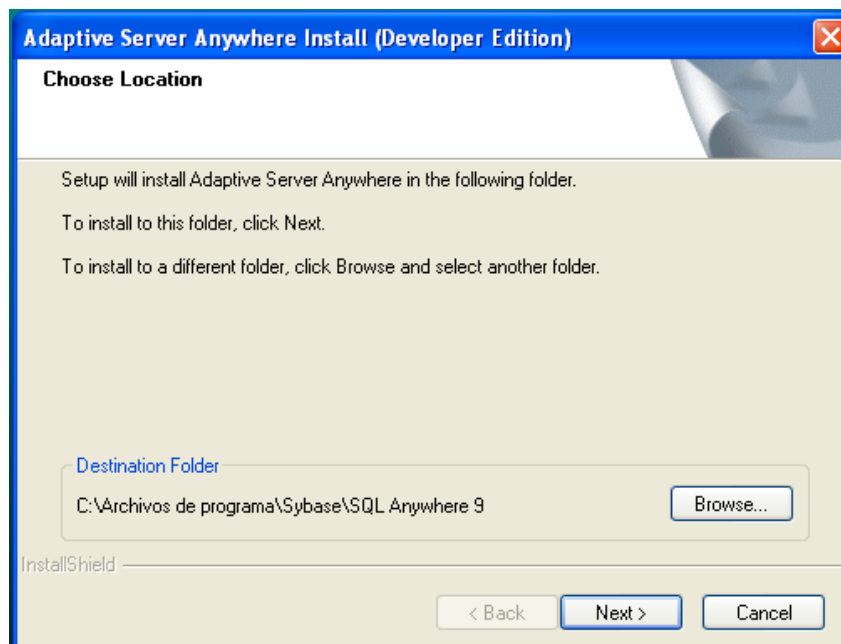 Adaptive Server Anywhere Install (Developer Edition)
Choose Location
Setup will install Adaptive Server Anywhere in the following folder.
To install to this folder, click Next.
To install to a different folder, click Browse and select another folder.
Destination Folder
C:\Archivos de programa\Sybase\SQL Anywhere 9
Browse...
InstallShield
< Back
Next >
Cancel